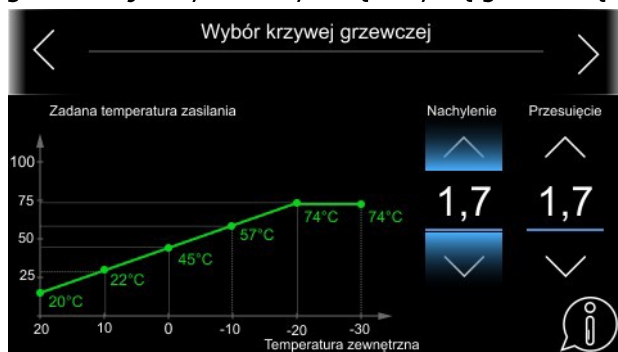 Wybór krzywej grzewczej
Zadana temperatura zasilania
Nachylenie
Przesuięcie
100
75
50
25
20°C
22°C
45°C
57°C
74°C
74°C
1,7
1,7
20
10
0
-10
-20
-30
Temperatura zewnętrzna